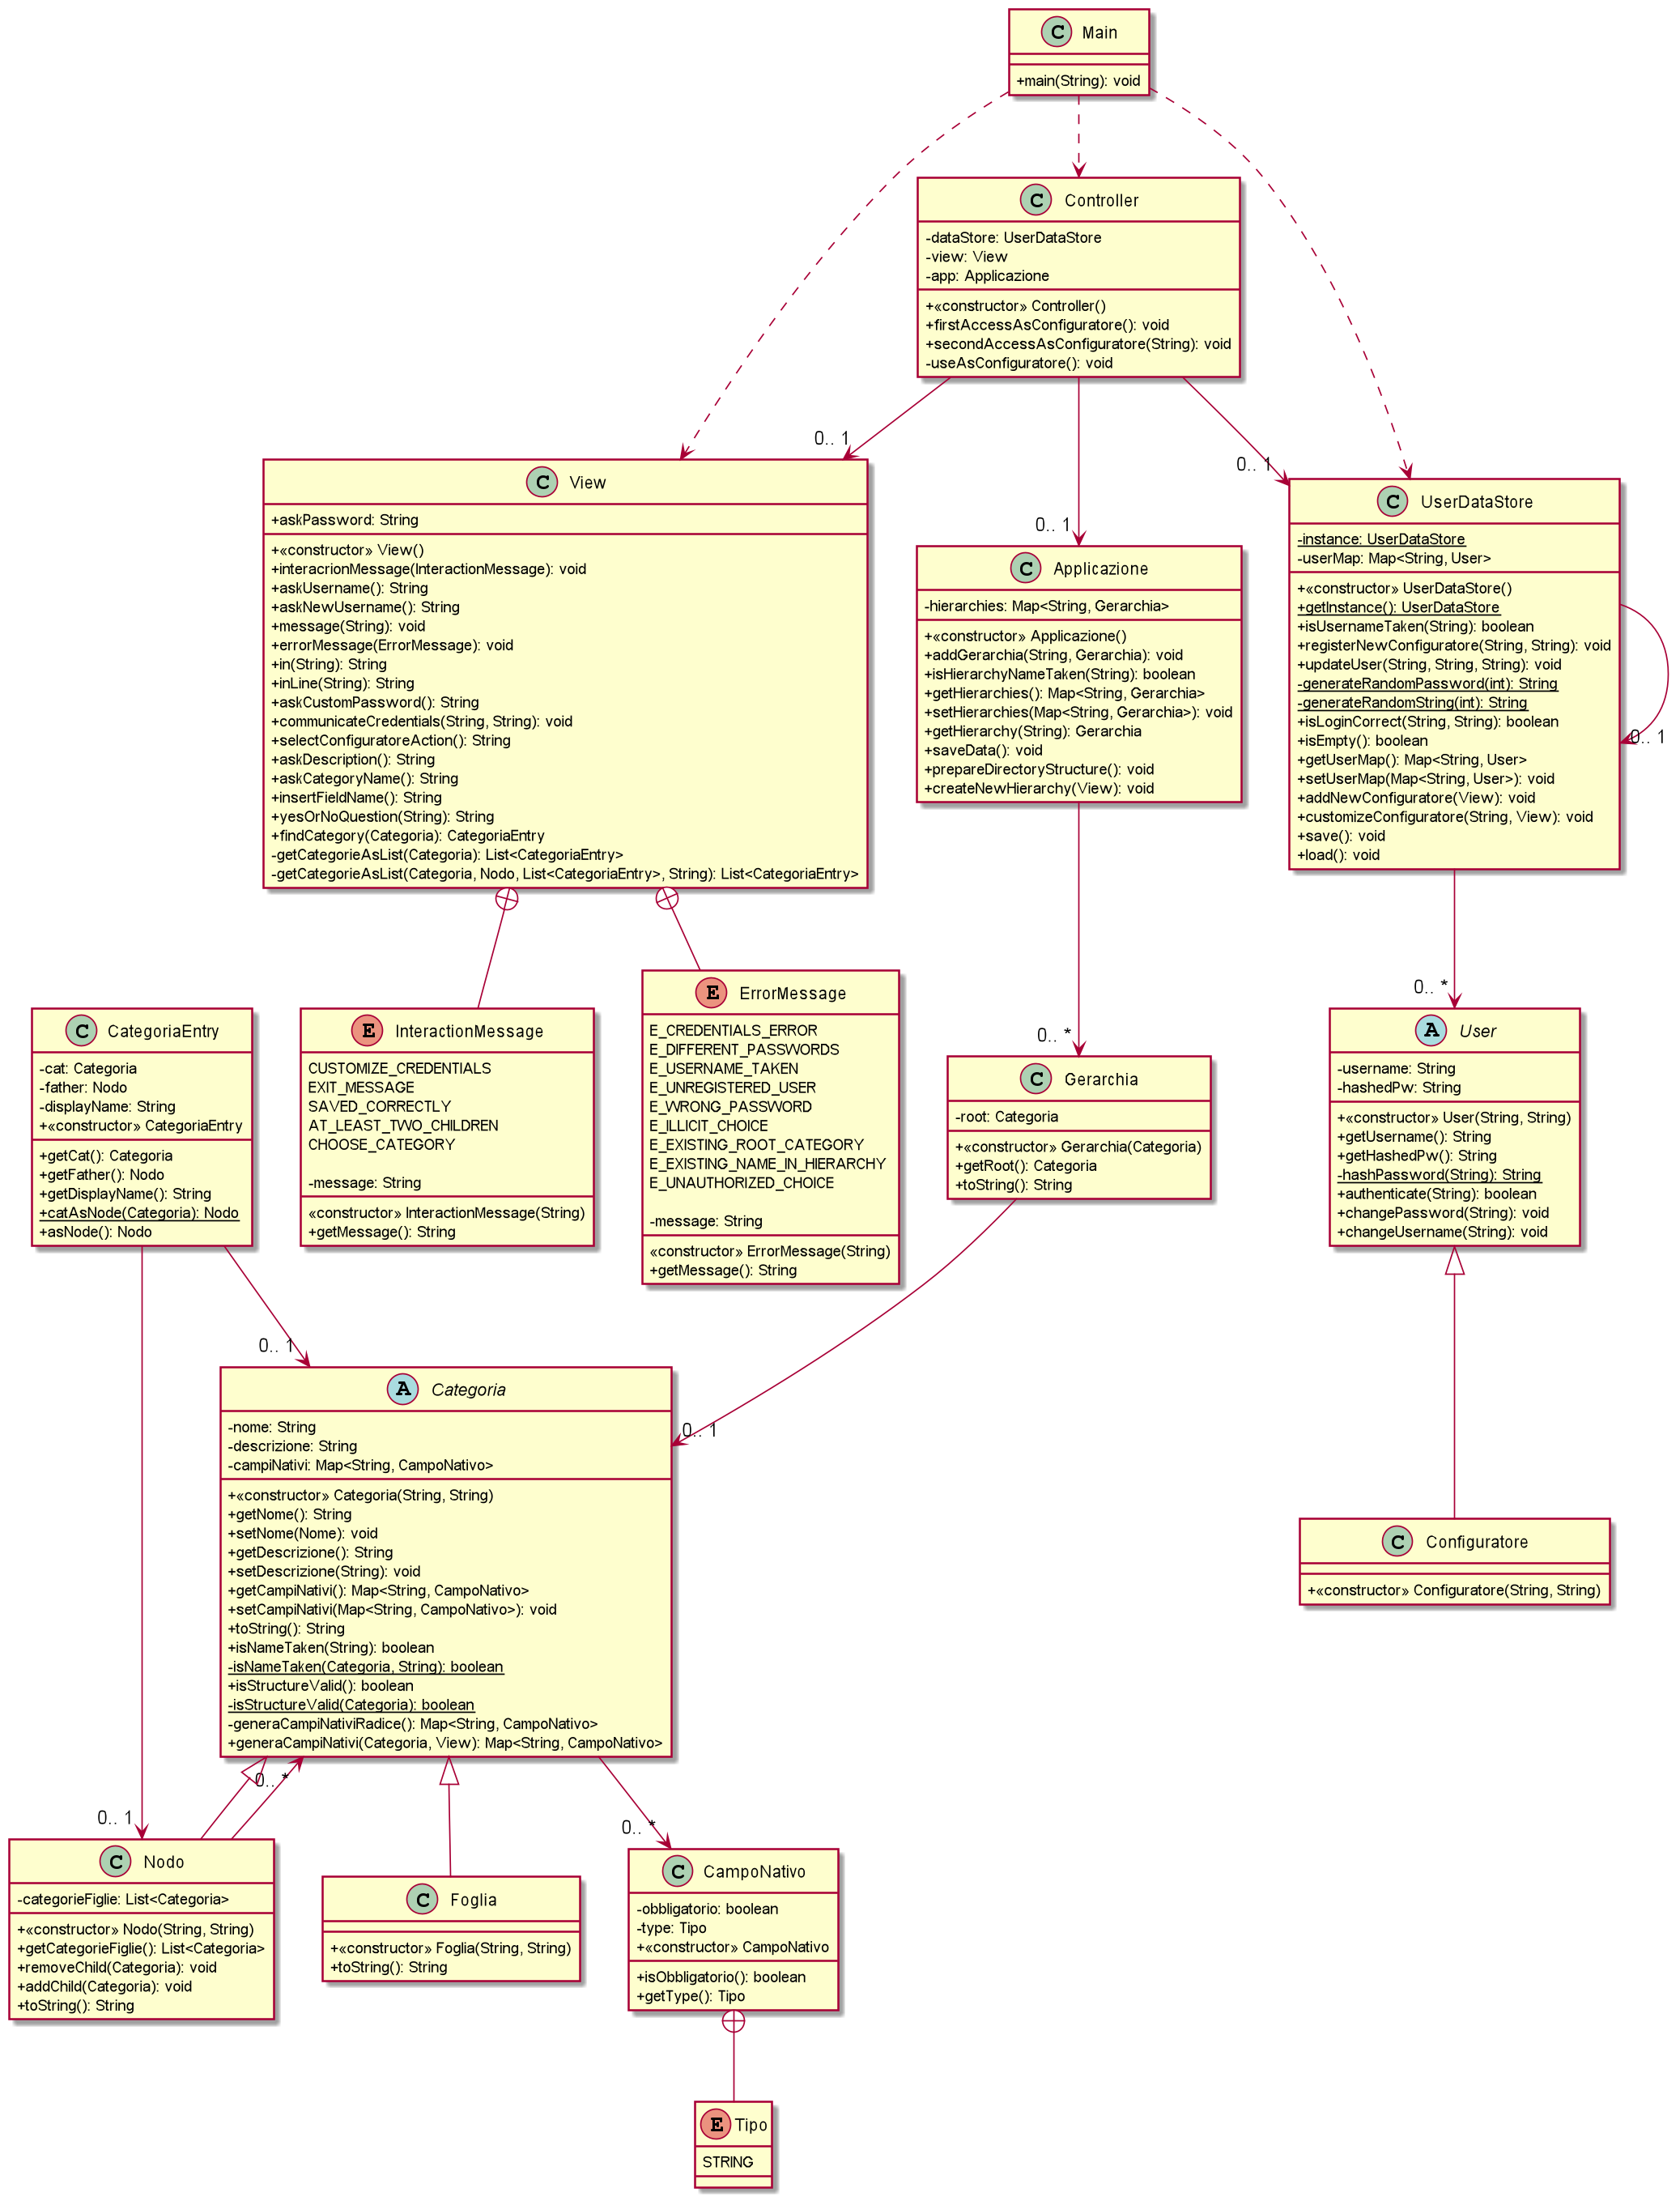 C Main
+main(String): void
C Controller
-dataStore: UserDataStore
-view: View
-app: Applicazione
+«constructor» Controller()
+firstAccessAsConfiguratore(): void
+secondAccessAsConfiguratore(String): void
-useAsConfiguratore(): void
0.. 1
0.. 1
0.. 1
C View
+askPassword: String
+«constructor» View()
+interacrionMessage(InteractionMessage): void
+askUsername(): String
+askNewUsername(): String
+message(String): void
+errorMessage(ErrorMessage): void
+in(String): String
+inLine(String): String
+askCustomPassword(): String
+communicateCredentials(String, String): void
+selectConfiguratoreAction(): String
+askDescription(): String
+askCategoryName(): String
+insertFieldName(): String
+yesOrNoQuestion(String): String
+findCategory(Categoria): CategoriaEntry
-getCategorieAsList(Categoria): List<CategoriaEntry>
-getCategorieAsList(Categoria, Nodo, List<CategoriaEntry>, String): List<CategoriaEntry>
C Applicazione
-hierarchies: Map<String, Gerarchia>
+«constructor» Applicazione()
+addGerarchia(String, Gerarchia): void
+isHierarchyNameTaken(String): boolean
+getHierarchies(): Map<String, Gerarchia>
+setHierarchies(Map<String, Gerarchia>): void
+getHierarchy(String): Gerarchia
+saveData(): void
+prepareDirectoryStructure(): void
+createNewHierarchy(View): void
C UserDataStore
-instance: UserDataStore
-userMap: Map<String, User>
+«constructor» UserDataStore()
+getInstance(): UserDataStore
+isUsernameTaken(String): boolean
+registerNewConfiguratore(String, String): void
+updateUser(String, String, String): void
-generateRandomPassword(int): String
-generateRandomString(int): String
+isLoginCorrect(String, String): boolean
+isEmpty(): boolean
+getUserMap(): Map<String, User>
+setUserMap(Map<String, User>): void
+addNewConfiguratore(View): void
+customizeConfiguratore(String, View): void
+save(): void
+load(): void
0.. 1
0.. *
0.. *
C CategoriaEntry
-cat: Categoria
-father: Nodo
-displayName: String
+«constructor» CategoriaEntry
+getCat(): Categoria
+getFather(): Nodo
+getDisplayName(): String
+catAsNode(Categoria): Nodo
+asNode(): Nodo
E InteractionMessage
CUSTOMIZE_CREDENTIALS
EXIT_MESSAGE
SAVED_CORRECTLY
AT_LEAST_TWO_CHILDREN
CHOOSE_CATEGORY
-message: String
«constructor» InteractionMessage(String)
+getMessage(): String
E ErrorMessage
E_CREDENTIALS_ERROR
E_DIFFERENT_PASSWORDS
E_USERNAME_TAKEN
E_UNREGISTERED_USER
E_WRONG_PASSWORD
E_ILLICIT_CHOICE
E_EXISTING_ROOT_CATEGORY
E_EXISTING_NAME_IN_HIERARCHY
E_UNAUTHORIZED_CHOICE
-message: String
«constructor» ErrorMessage(String)
+getMessage(): String
C Gerarchia
-root: Categoria
+«constructor» Gerarchia(Categoria)
+getRoot(): Categoria
+toString(): String
A User
-username: String
-hashedPw: String
+«constructor» User(String, String)
+getUsername(): String
+getHashedPw(): String
-hashPassword(String): String
+authenticate(String): boolean
+changePassword(String): void
+changeUsername(String): void
0.. 1
0.. 1
A Categoria
-nome: String
-descrizione: String
-campiNativi: Map<String, CampoNativo>
+«constructor» Categoria(String, String)
+getNome(): String
+setNome(Nome): void
+getDescrizione(): String
+setDescrizione(String): void
+getCampiNativi(): Map<String, CampoNativo>
+setCampiNativi(Map<String, CampoNativo>): void
+toString(): String
+isNameTaken(String): boolean
-isNameTaken(Categoria, String): boolean
+isStructureValid(): boolean
-isStructureValid(Categoria): boolean
-generaCampiNativiRadice(): Map<String, CampoNativo>
+generaCampiNativi(Categoria, View): Map<String, CampoNativo>
C Configuratore
+«constructor» Configuratore(String, String)
0.. *
0.. 1
0.. *
C Nodo
-categorieFiglie: List<Categoria>
+«constructor» Nodo(String, String)
+getCategorieFiglie(): List<Categoria>
+removeChild(Categoria): void
+addChild(Categoria): void
+toString(): String
C Foglia
+«constructor» Foglia(String, String)
+toString(): String
C CampoNativo
-obbligatorio: boolean
-type: Tipo
+«constructor» CampoNativo
+isObbligatorio(): boolean
+getType(): Tipo
E Tipo
STRING